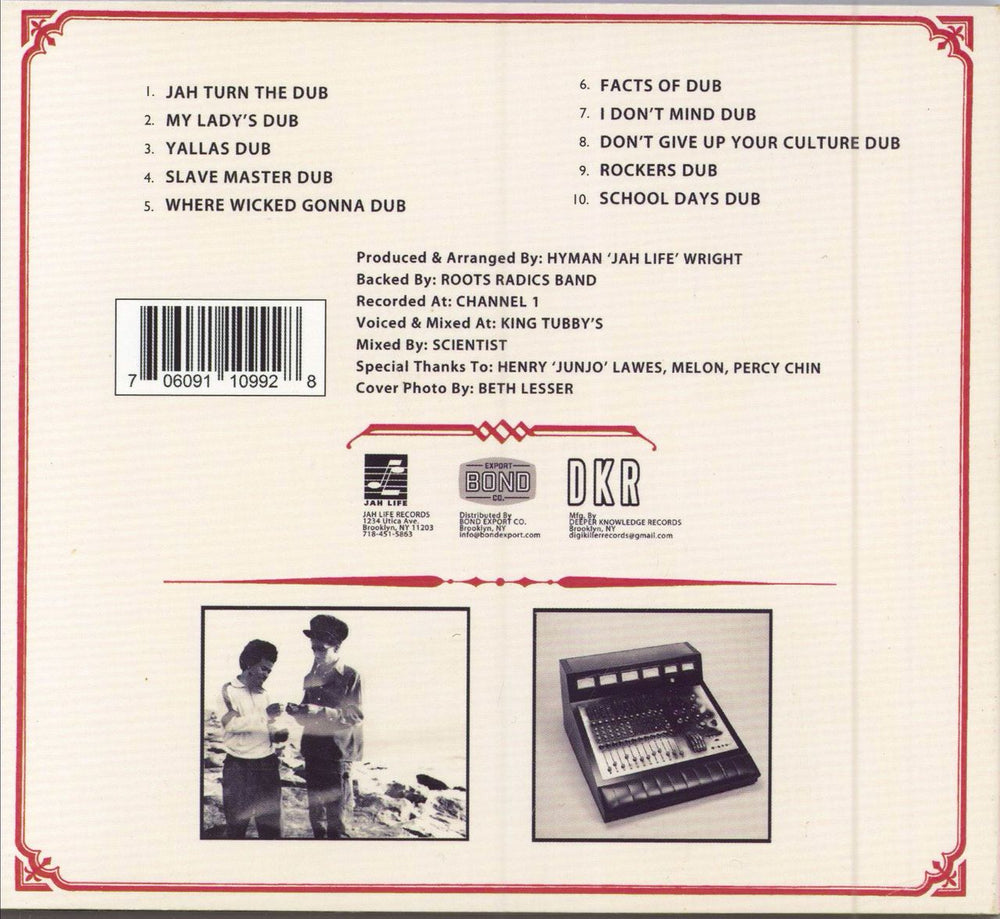 1. JAH TURN THE DUB
2. MY LADY'S DUB
3. YALLAS DUB
4. SLAVE MASTER DUB
5. WHERE WICKED GONNA DUB
6. FACTS OF DUB
7. I DON'T MIND DUB
8. DON'T GIVE UP YOUR CULTURE DUB
9. ROCKERS DUB
10. SCHOOL DAYS DUB
Produced & Arranged By: HYMAN 'JAH LIFE' WRIGHT
Backed By: ROOTS RADICS BAND
Recorded At: CHANNEL 1
Voiced & Mixed At: KING TUBBY'S
Mixed By: SCIENTIST
Special Thanks To: HENRY 'JUNJO' LAWES, MELON, PERCY CHIN
Cover Photo By: BETH LESSER
7 06091 10992 8
JAH LIFE
JAH LIFE RECORDS
1234 Utica Ave.
Brooklyn, NY 11203
718-451-5863
EXPORT
BOND
CO.
Distributed By
BOND EXPORT CO.
Brooklyn, NY
info@bondexport.com
DKR
Mfg. By
DEEPER KNOWLEDGE RECORDS
Brooklyn, NY
digikillerrecords@gmail.com